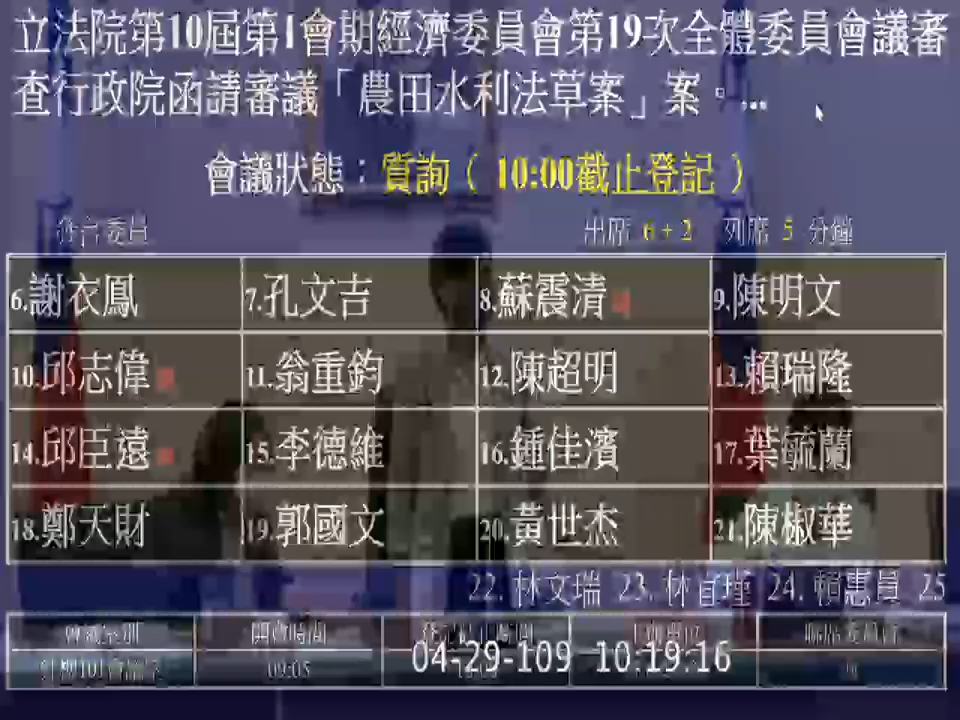 立法院第10屆第1會期經濟委員會第19次全體委員會議審
查行政院函請審議「農田水利法草案」案。...
會議狀態：質詢（10:00截止登記）
登台委員 出席 6+2 列席 5 分鐘
6.謝衣鳳 7.孔文吉 8.蘇震清 9.陳明文
10.邱志偉 11.翁重鈞 12.陳超明 13.賴瑞隆
14.邱臣遠 15.李德維 16.鍾佳濱 17.葉毓蘭
18.鄭天財 19.郭國文 20.黃世杰 21.陳椒華
22. 林文瑞 23. 林宜瑾 24. 賴惠員 25
開會時間
09:05
04-29-109 10:19:16